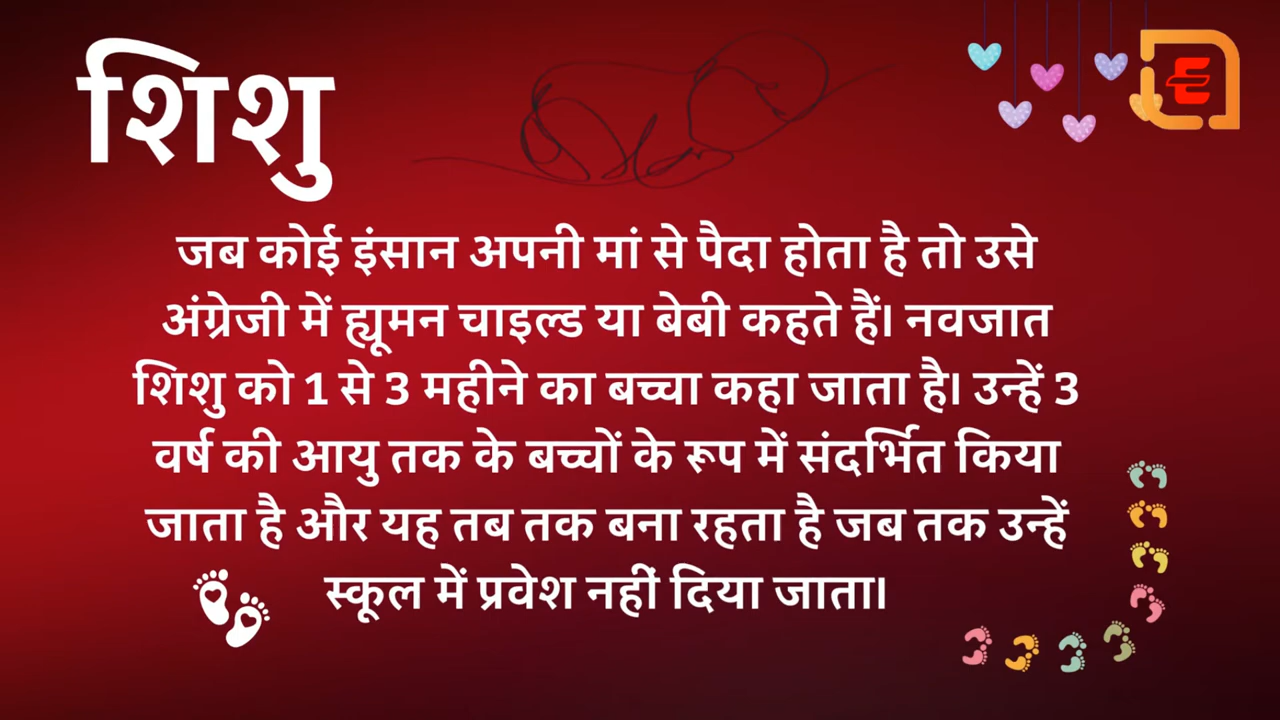 शिशु
जब कोई इंसान अपनी मां से पैदा होता है तो उसे
अंग्रेजी में ह्यूमन चाइल्ड या बेबी कहते हैं। नवजात
शिशु को 1 से 3 महीने का बच्चा कहा जाता है। उन्हें 3
वर्ष की आयु तक के बच्चों के रूप में संदर्भित किया
जाता है और यह तब तक बना रहता है जब तक उन्हें
स्कूल में प्रवेश नहीं दिया जाता।
E